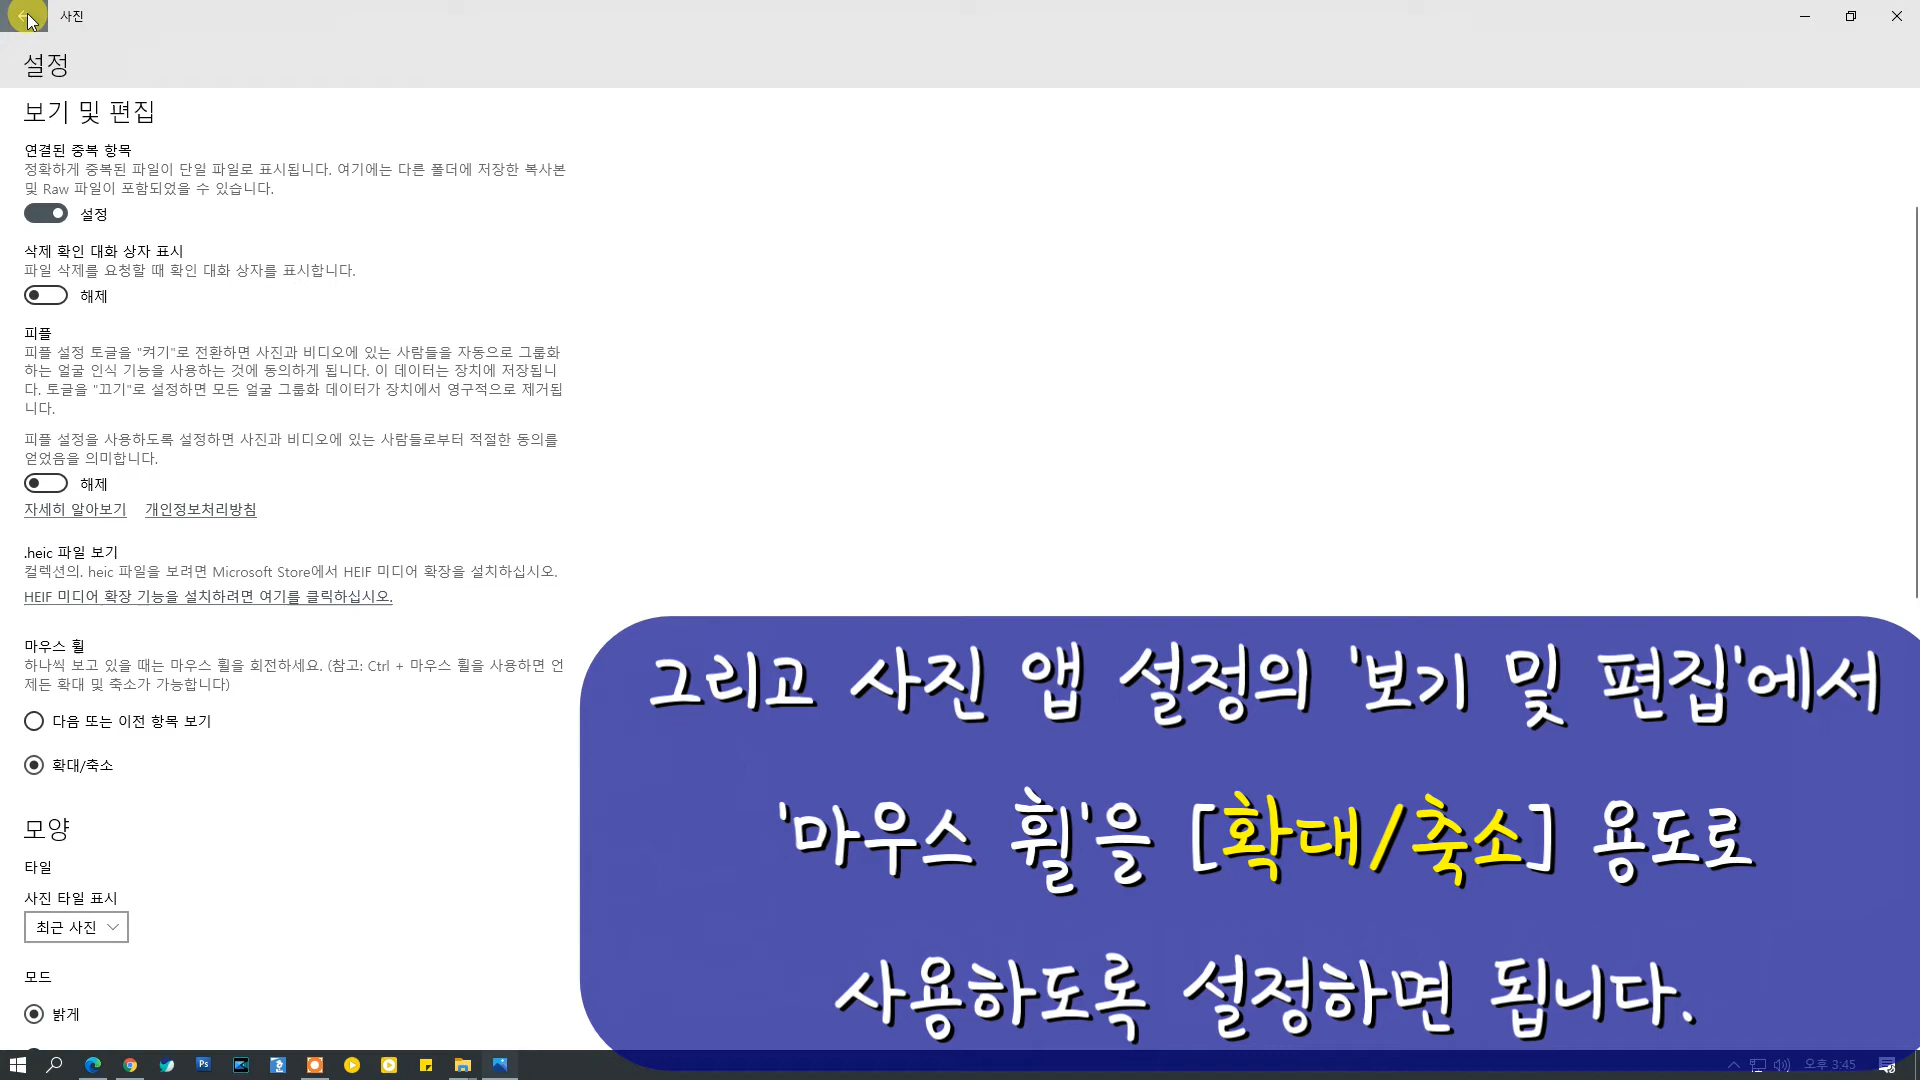 사진
설정
보기 및 편집
연결된 중복 항목
정확하게 중복된 파일이 단일 파일로 표시됩니다. 여기에는 다른 폴더에 저장한 복사본
및 Raw 파일이 포함되었을 수 있습니다.
설정
삭제 확인 대화 상자 표시
파일 삭제를 요청할 때 확인 대화 상자를 표시합니다.
해제
피플
피플 설정 토글을 "켜기"로 전환하면 사진과 비디오에 있는 사람들을 자동으로 그룹화
하는 얼굴 인식 기능을 사용하는 것에 동의하게 됩니다. 이 데이터는 장치에 저장됩니
다. 토글을 "끄기"로 설정하면 모든 얼굴 그룹화 데이터가 장치에서 영구적으로 제거됩
니다.
피플 설정을 사용하도록 설정하면 사진과 비디오에 있는 사람들로부터 적절한 동의를
얻었음을 의미합니다.
해제
자세히 알아보기 개인정보처리방침
.heic 파일 보기
컬렉션의. heic 파일을 보려면 Microsoft Store에서 HEIF 미디어 확장을 설치하십시오.
HEIF 미디어 확장 기능을 설치하려면 여기를 클릭하십시오.
마우스 휠
하나씩 보고 있을 때는 마우스 휠을 회전하세요. (참고: Ctrl + 마우스 휠을 사용하면 언
제든 확대 및 축소가 가능합니다)
다음 또는 이전 항목 보기
확대/축소
모양
타일
사진 타일 표시
최근 사진
모드
밝게
그리고 사진 앱 설정의 '보기 및 편집'에서
'마우스 휠'을 [확대/축소] 용도로
사용하도록 설정하면 됩니다.
Ps
오후 3:45